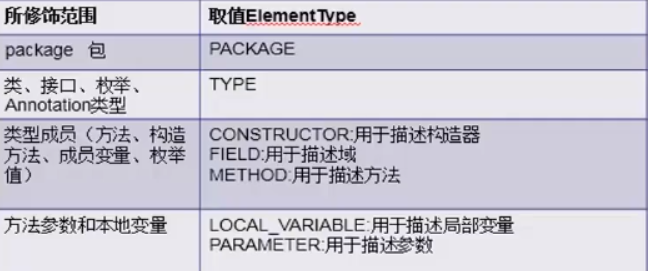 所修饰范围 取值ElementType
package 包 PACKAGE
类、接口、枚举、 TYPE
Annotation类型
类型成员（方法、构造 CONSTRUCTOR:用于描述构造器
方法、成员变量、枚举 FIELD:用于描述域
值） METHOD:用于描述方法
方法参数和本地变量 LOCAL_VARIABLE:用于描述局部变量
PARAMETER:用于描述参数